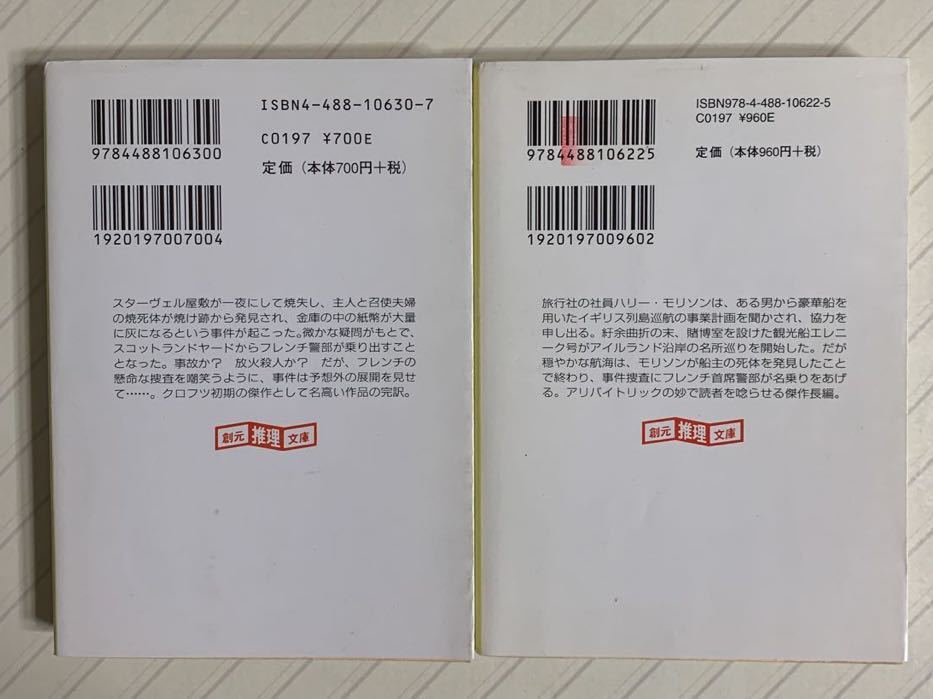 ISBN4-488-10630-7
C0197 ¥700E
定価（本体700円＋税）
9784488106300
1920197007004
スターヴェル屋敷が一夜にして焼失し、主人と召使夫婦
の焼死体が焼け跡から発見され、金庫の中の紙幣が大量
に灰になるという事件が起こった。微かな疑問がもとで、
スコットランドヤードからフレンチ警部が乗り出すこと
となった。事故か？　放火殺人か？　だが、フレンチの
懸命な捜査を嘲笑うように、事件は予想外の展開を見せ
て……。クロフツ初期の傑作として名高い作品の完訳。
創元推理文庫
ISBN978-4-488-10622-5
C0197 ¥960E
定価（本体960円＋税）
9784488106225
1920197009602
旅行社の社員ハリー・モリソンは、ある男から豪華船を
用いたイギリス列島巡航の事業計画を聞かされ、協力を
申し出る。紆余曲折の末、賭博室を設けた観光船エレニ
ーク号がアイルランド沿岸の名所巡りを開始した。だが
穏やかな航海は、モリソンが船主の死体を発見したこと
で終わり、事件捜査にフレンチ首席警部が名乗りをあげ
る。アリバイトリックの妙で読者を唸らせる傑作長編。
創元推理文庫